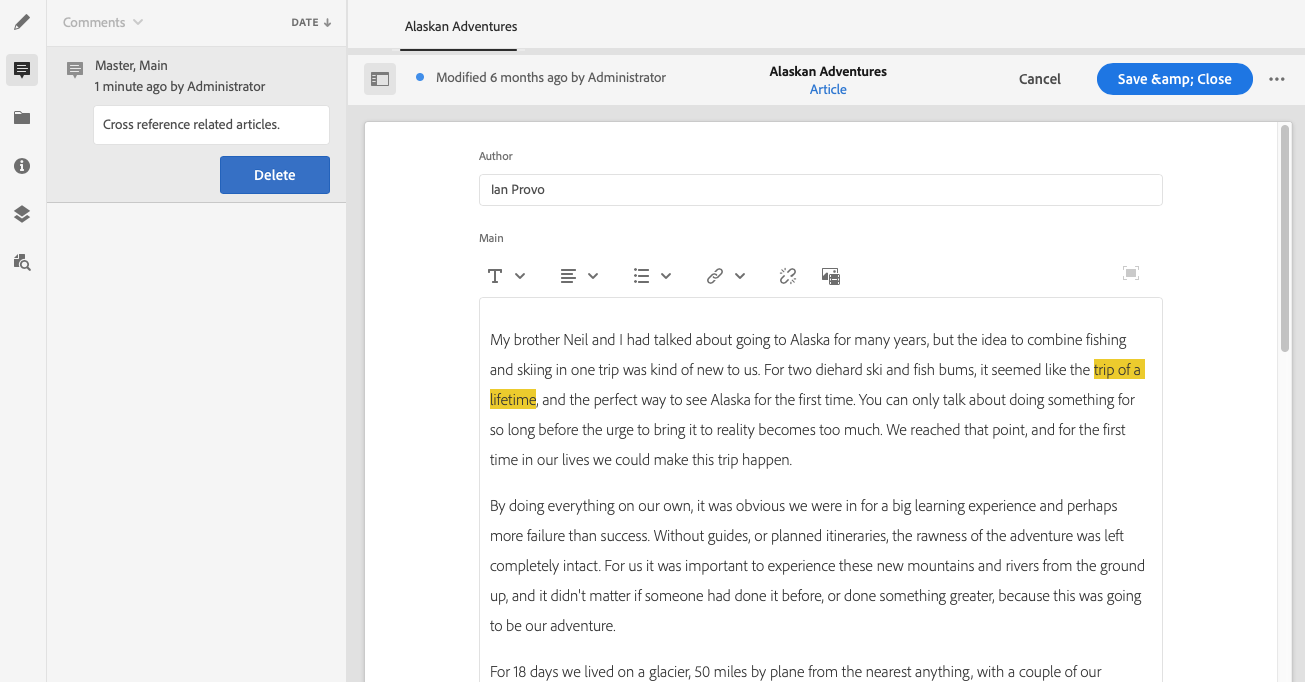 Comments
DATE
Master, Main
1 minute ago by Administrator
Cross reference related articles.
Delete
Alaskan Adventures
Modified 6 months ago by Administrator
Alaskan Adventures
Article
Cancel
Save &amp; Close
Author
Ian Provo
Main
My brother Neil and I had talked about going to Alaska for many years, but the idea to combine fishing
and skiing in one trip was kind of new to us. For two diehard ski and fish bums, it seemed like the trip of a
lifetime, and the perfect way to see Alaska for the first time. You can only talk about doing something for
so long before the urge to bring it to reality becomes too much. We reached that point, and for the first
time in our lives we could make this trip happen.
By doing everything on our own, it was obvious we were in for a big learning experience and perhaps
more failure than success. Without guides, or planned itineraries, the rawness of the adventure was left
completely intact. For us it was important to experience these new mountains and rivers from the ground
up, and it didn't matter if someone had done it before, or done something greater, because this was going
to be our adventure.
For 18 days we lived on a glacier, 50 miles by plane from the nearest anything, with a couple of our